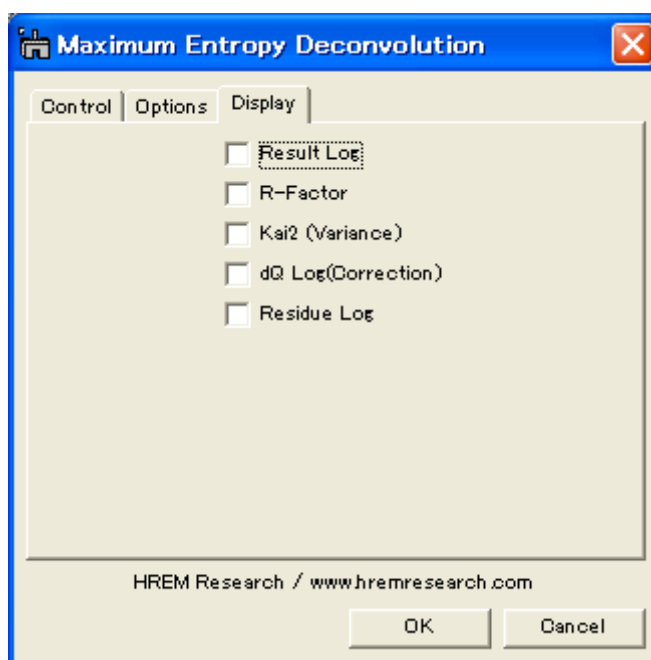 Maximum Entropy Deconvolution
Control Options Display
Result Log
R-Factor
Kai2 (Variance)
dQ Log(Correction)
Residue Log
HREM Research / www.hremresearch.com
OK Cancel